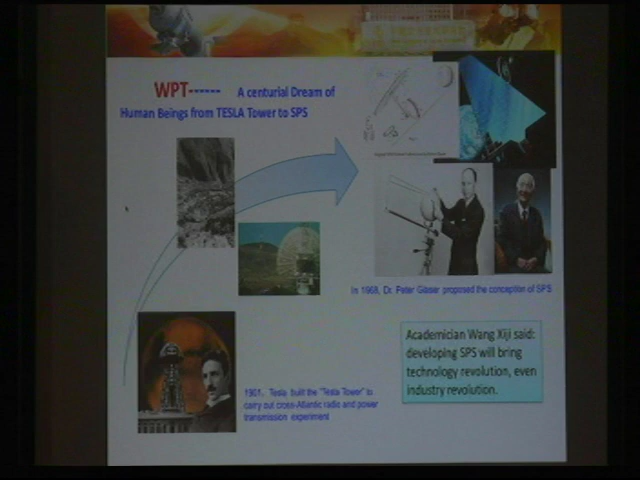 WPT------ A centurial Dream of
Human Beings from TESLA Tower to SPS
In 1968, Dr. Peter Glaser proposed the conception of SPS
Academician Wang Xiji said:
developing SPS will bring
technology revolution, even
industry revolution.
1901, Tesla built the "Tesla Tower" to
carry out cross-Atlantic radio and power
transmission experiment